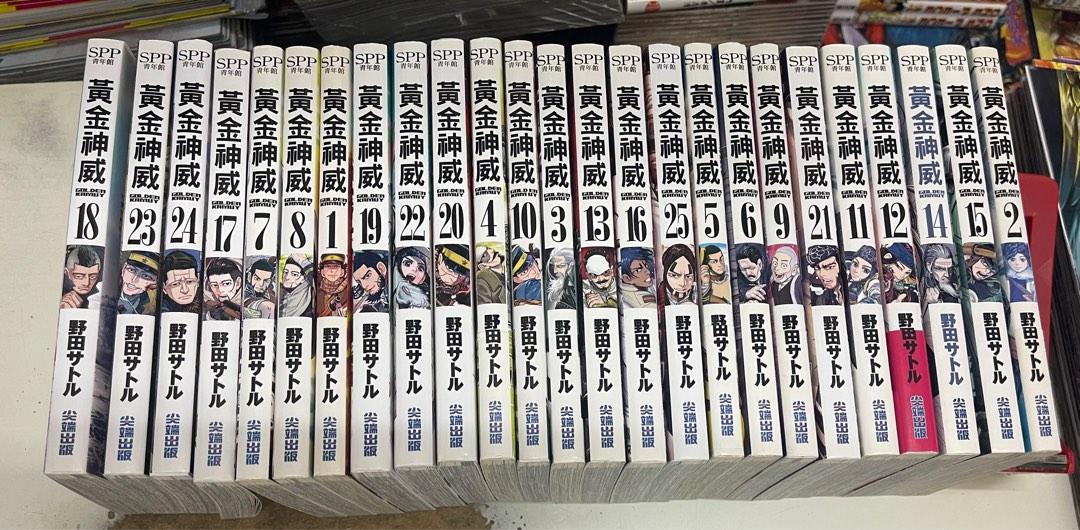 SPP
青年館
黃金神威
GOLDEN
KAMUY
18
野田サトル
尖端出版
SPP
青年館
黃金神威
GOLDEN
KAMUY
23
野田サトル
尖端出版
SPP
青年館
黃金神威
GOLDEN
KAMUY
24
野田サトル
尖端出版
SPP
青年館
黃金神威
GOLDEN
KAMUY
17
野田サトル
尖端出版
SPP
青年館
黃金神威
GOLDEN
KAMUY
7
野田サトル
尖端出版
SPP
青年館
黃金神威
GOLDEN
KAMUY
8
野田サトル
尖端出版
SPP
青年館
黃金神威
GOLDEN
KAMUY
1
野田サトル
尖端出版
SPP
青年館
黃金神威
GOLDEN
KAMUY
19
野田サトル
尖端出版
SPP
青年館
黃金神威
GOLDEN
KAMUY
22
野田サトル
尖端出版
SPP
青年館
黃金神威
GOLDEN
KAMUY
20
野田サトル
尖端出版
SPP
青年館
黃金神威
GOLDEN
KAMUY
4
野田サトル
尖端出版
SPP
青年館
黃金神威
GOLDEN
KAMUY
10
野田サトル
尖端出版
SPP
青年館
黃金神威
GOLDEN
KAMUY
3
野田サトル
尖端出版
SPP
青年館
黃金神威
GOLDEN
KAMUY
13
野田サトル
尖端出版
SPP
青年館
黃金神威
GOLDEN
KAMUY
16
野田サトル
尖端出版
SPP
青年館
黃金神威
GOLDEN
KAMUY
25
野田サトル
尖端出版
SPP
青年館
黃金神威
GOLDEN
KAMUY
5
野田サトル
尖端出版
SPP
青年館
黃金神威
GOLDEN
KAMUY
6
野田サトル
尖端出版
SPP
青年館
黃金神威
GOLDEN
KAMUY
9
野田サトル
尖端出版
SPP
青年館
黃金神威
GOLDEN
KAMUY
21
野田サトル
尖端出版
SPP
青年館
黃金神威
GOLDEN
KAMUY
11
野田サトル
尖端出版
SPP
青年館
黃金神威
GOLDEN
KAMUY
12
野田サトル
尖端出版
SPP
青年館
黃金神威
GOLDEN
KAMUY
14
野田サトル
尖端出版
SPP
青年館
黃金神威
GOLDEN
KAMUY
15
野田サトル
尖端出版
SPP
青年館
黃金神威
GOLDEN
KAMUY
2
野田サトル
尖端出版